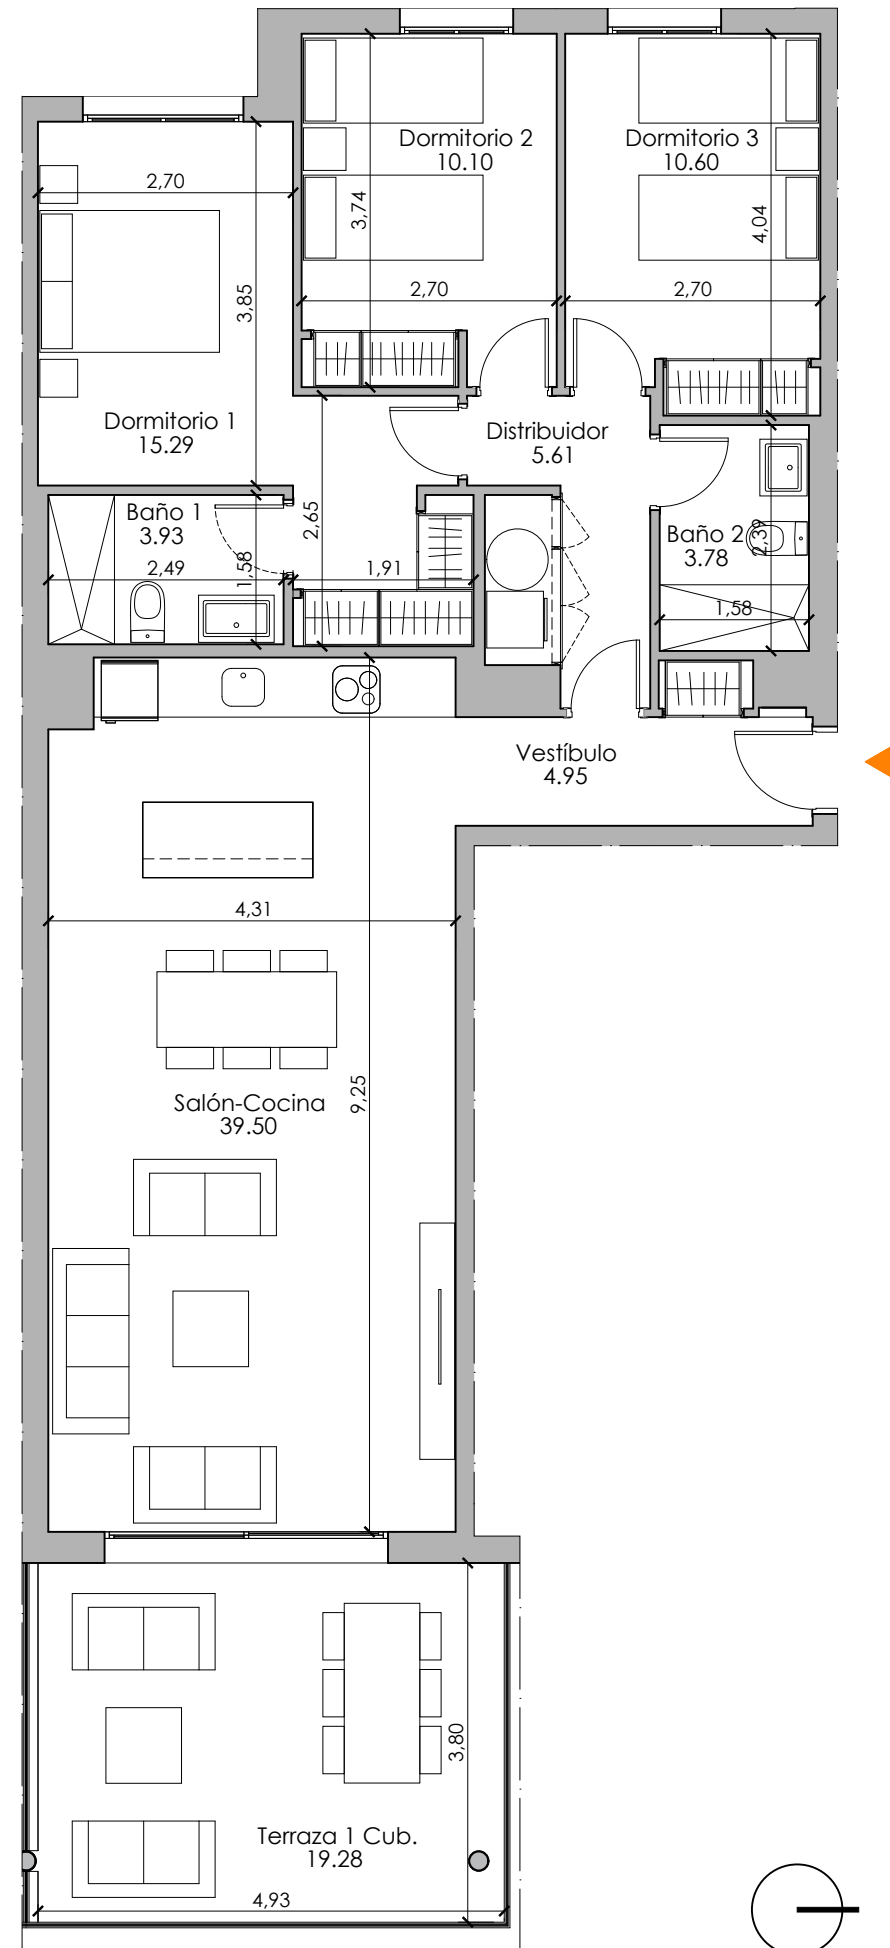 Dormitorio 2
10.10
Dormitorio 3
10.60
2,70
3,74
4,04
3,85
2,70
2,70
Dormitorio 1
15.29
Distribuidor
5.61
Baño 1
3.93
2,65
2,49
1,58
1,91
Baño 2
3.78
2,39
1,58
Vestíbulo
4.95
4,31
9,25
Salón-Cocina
39.50
3,80
Terraza 1 Cub.
19.28
4,93